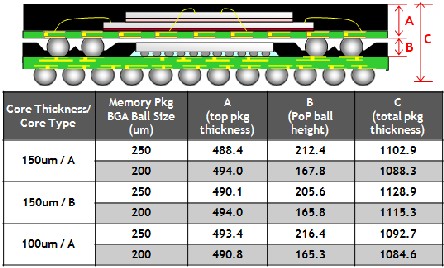 A
C
B
Core Thickness/ Core Type Memory Pkg BGA Ball Size (um) A (top pkg thickness) B (PoP ball height) C (total pkg thickness)
150um / A 250 488.4 212.4 1102.9
200 494.0 167.8 1088.3
150um / B 250 490.1 205.6 1128.9
200 494.0 165.8 1115.3
100um / A 250 493.4 216.4 1092.7
200 490.8 165.3 1084.6